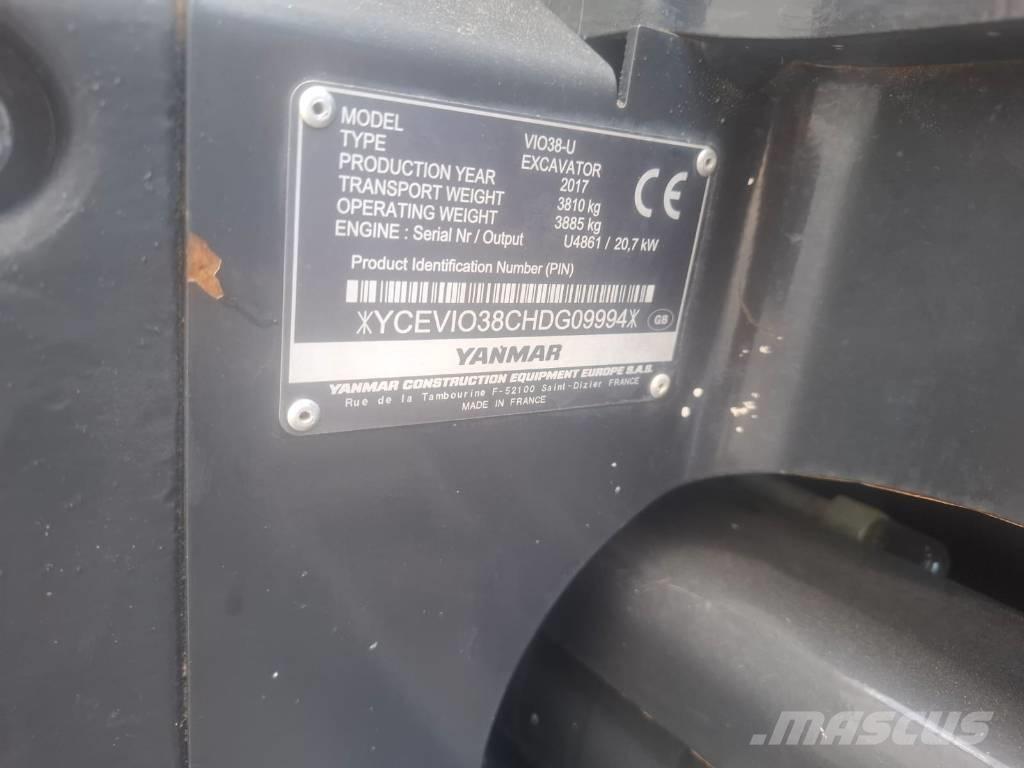 MODEL VIO38-U
TYPE EXCAVATOR
PRODUCTION YEAR 2017
TRANSPORT WEIGHT 3810 kg
OPERATING WEIGHT 3885 kg
ENGINE : Serial Nr / Output U4861 / 20,7 kW
CE
Product Identification Number (PIN)
*YCEVIO38CHDG09994*
GB
YANMAR
YANMAR CONSTRUCTION EQUIPMENT EUROPE S.A.S.
Rue de la Tambourine F-52100 Saint-Dizier FRANCE
MADE IN FRANCE
MASCUS